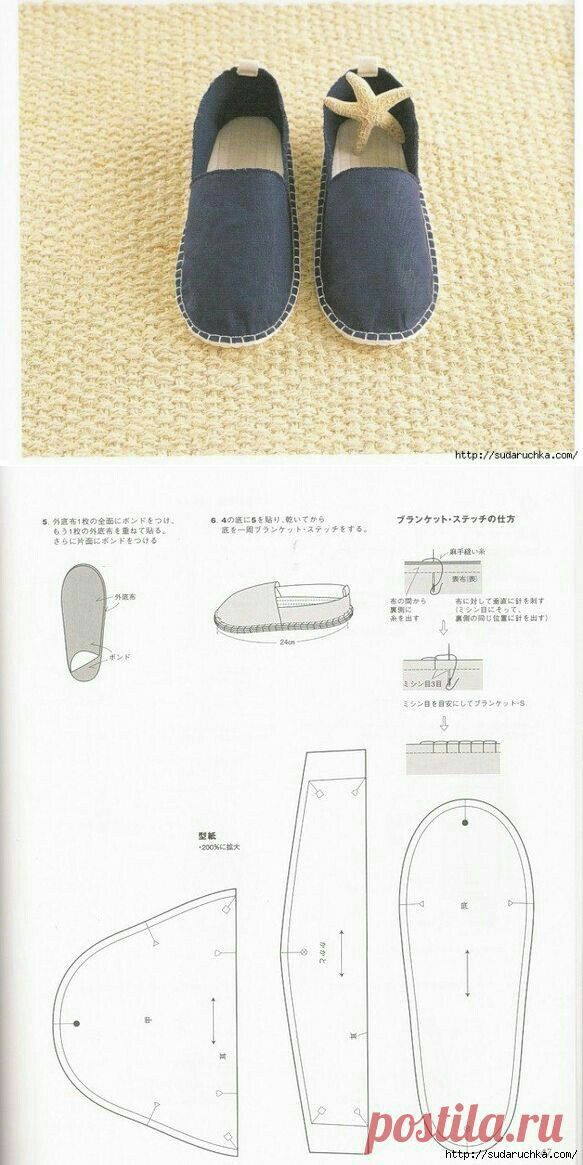 http://sudaruchka.com/
5. 外底布1枚の全面にボンドをつけ、
もう1枚の外底布を重ねて貼る。
さらに片面にボンドをつける
外底布
ボンド
6. 4の底に5を貼り、乾いてから
底を一周ブランケット・ステッチをする。
24cm
ブランケット・ステッチの仕方
麻手縫い糸
表布(表)
布の間から
裏側に
糸を出す
布に対して垂直に針を刺す
(ミシン目にそって、
裏側の同じ位置に針を出す)
ミシン目3目
ミシン目を目安にしてブランケット・S
型紙
・200%に拡大
甲
耳
かかと
耳
底
postila.ru
http://sudaruchka.com/